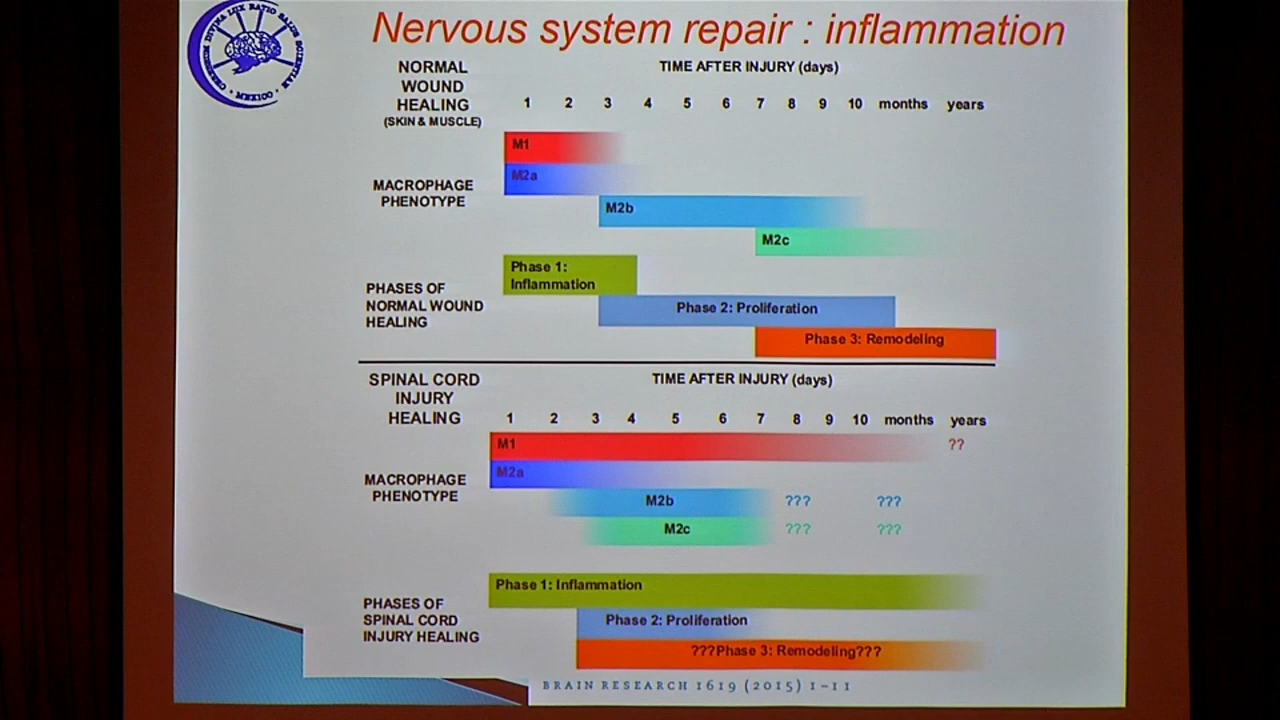 Nervous system repair : inflammation
NORMAL
WOUND
HEALING
(SKIN & MUSCLE)
TIME AFTER INJURY (days)
1 2 3 4 5 6 7 8 9 10 months years
M1
M2a
MACROPHAGE
PHENOTYPE
M2b
M2c
Phase 1:
Inflammation
PHASES OF
NORMAL WOUND
HEALING
Phase 2: Proliferation
Phase 3: Remodeling
SPINAL CORD
INJURY
HEALING
TIME AFTER INJURY (days)
1 2 3 4 5 6 7 8 9 10 months years
M1 ??
M2a
MACROPHAGE
PHENOTYPE
M2b ??? ???
M2c ??? ???
Phase 1: Inflammation
PHASES OF
SPINAL CORD
INJURY HEALING
Phase 2: Proliferation
???Phase 3: Remodeling???
BRAIN RESEARCH 1619 (2015) 1–11